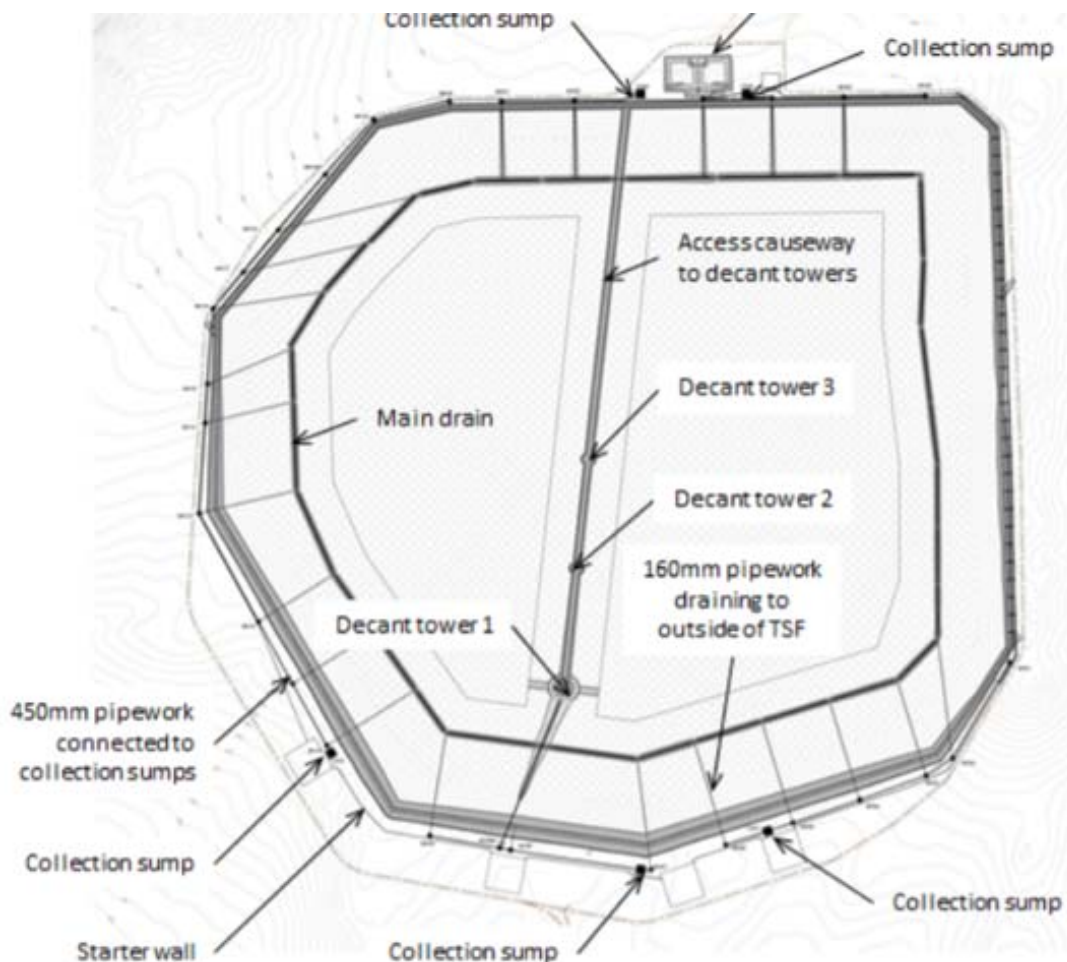 Collection sump
Collection sump
Access causeway
to decant towers
Decant tower 3
Main drain
Decant tower 2
160mm pipework
draining to
outside of TSF
Decant tower 1
450mm pipework
connected to
collection sumps
Collection sump
Collection sump
Starter wall
Collection sump